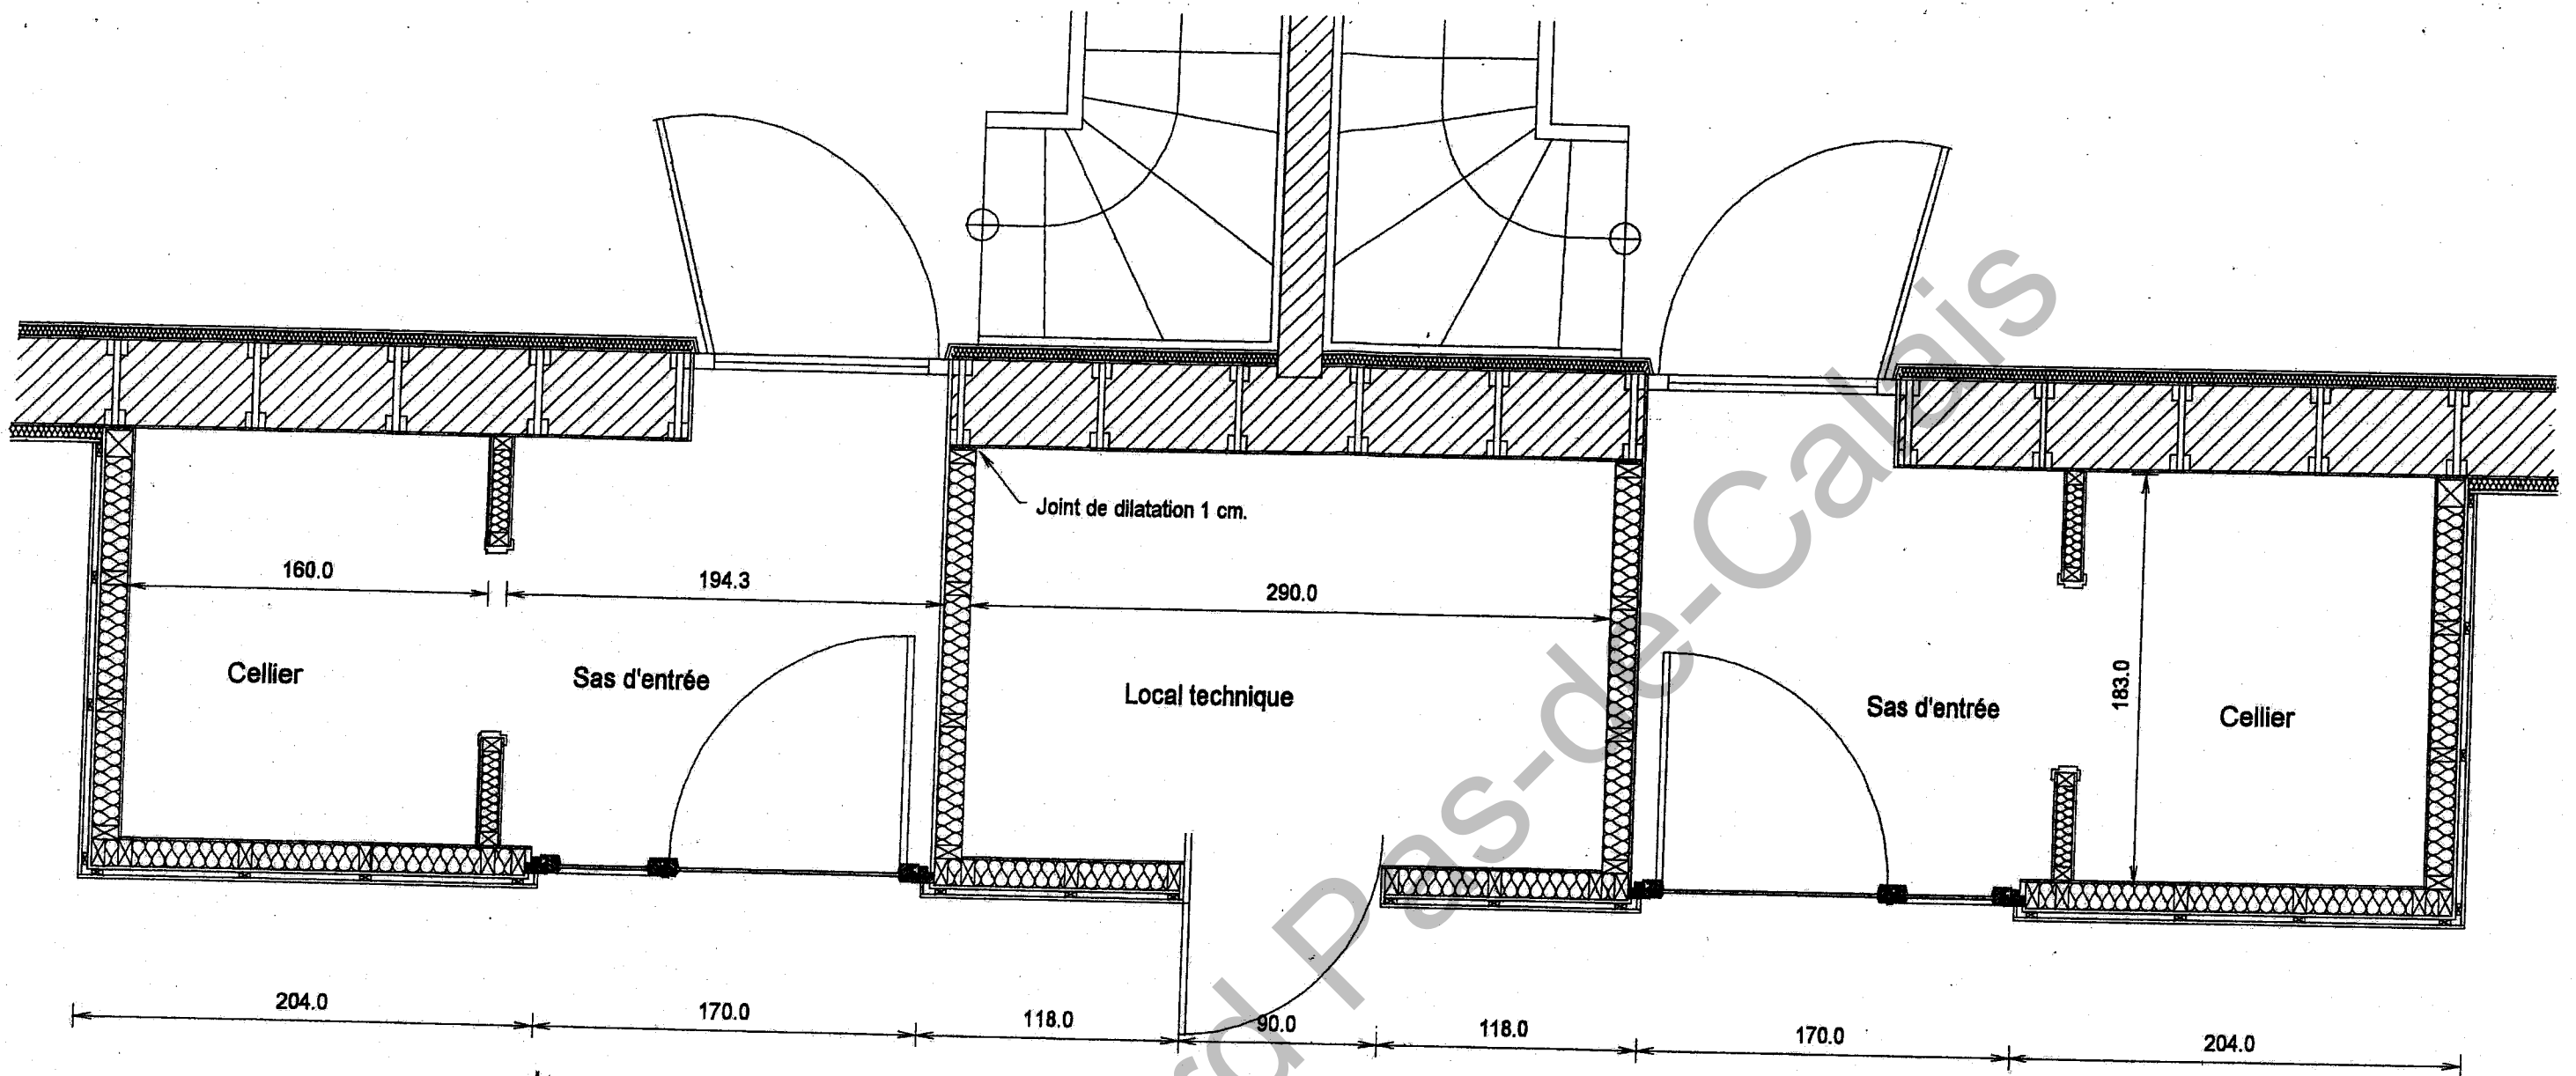 Joint de dilatation 1 cm.
160.0
194.3
290.0
183.0
Cellier
Sas d'entrée
Local technique
Sas d'entrée
Cellier
204.0
170.0
118.0
90.0
118.0
170.0
204.0
rd Pas-de-Calais